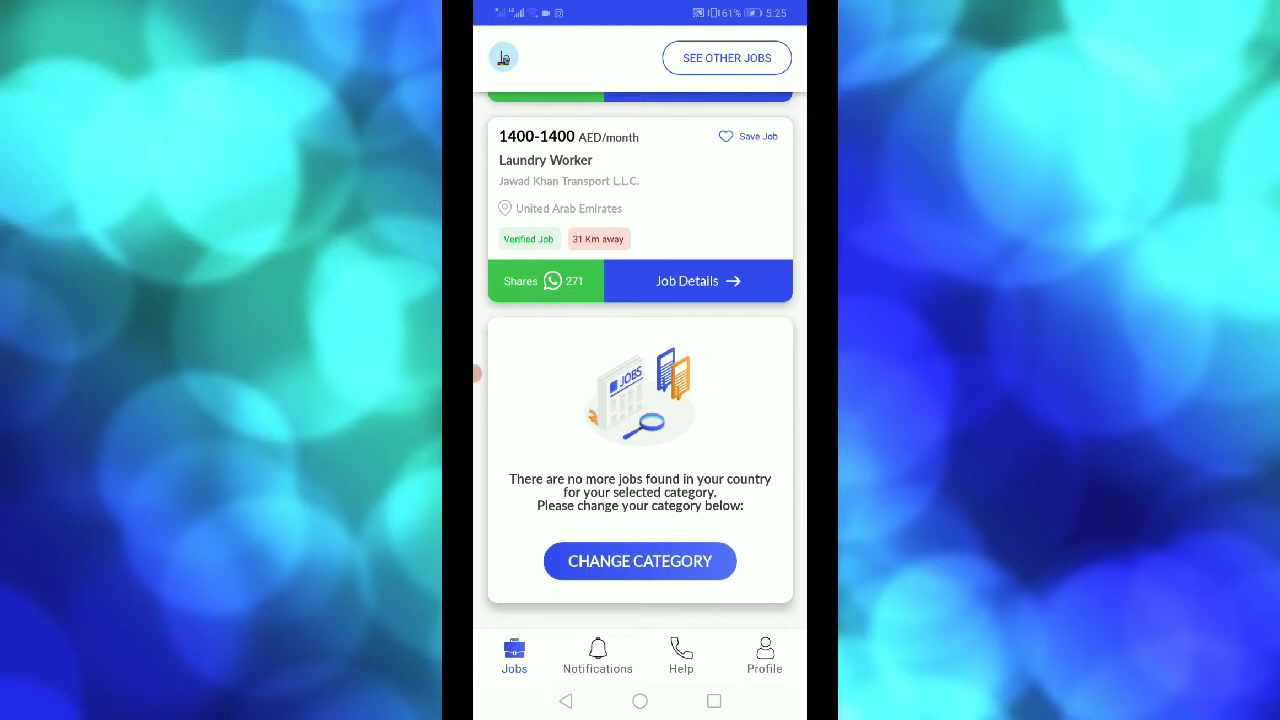 61% 5:25
SEE OTHER JOBS
1400-1400 AED/month Save Job
Laundry Worker
Jawad Khan Transport L.L.C.
United Arab Emirates
Verified Job 31 Km away
Shares 271 Job Details →
JOBS
There are no more jobs found in your country
for your selected category.
Please change your category below:
CHANGE CATEGORY
Jobs Notifications Help Profile